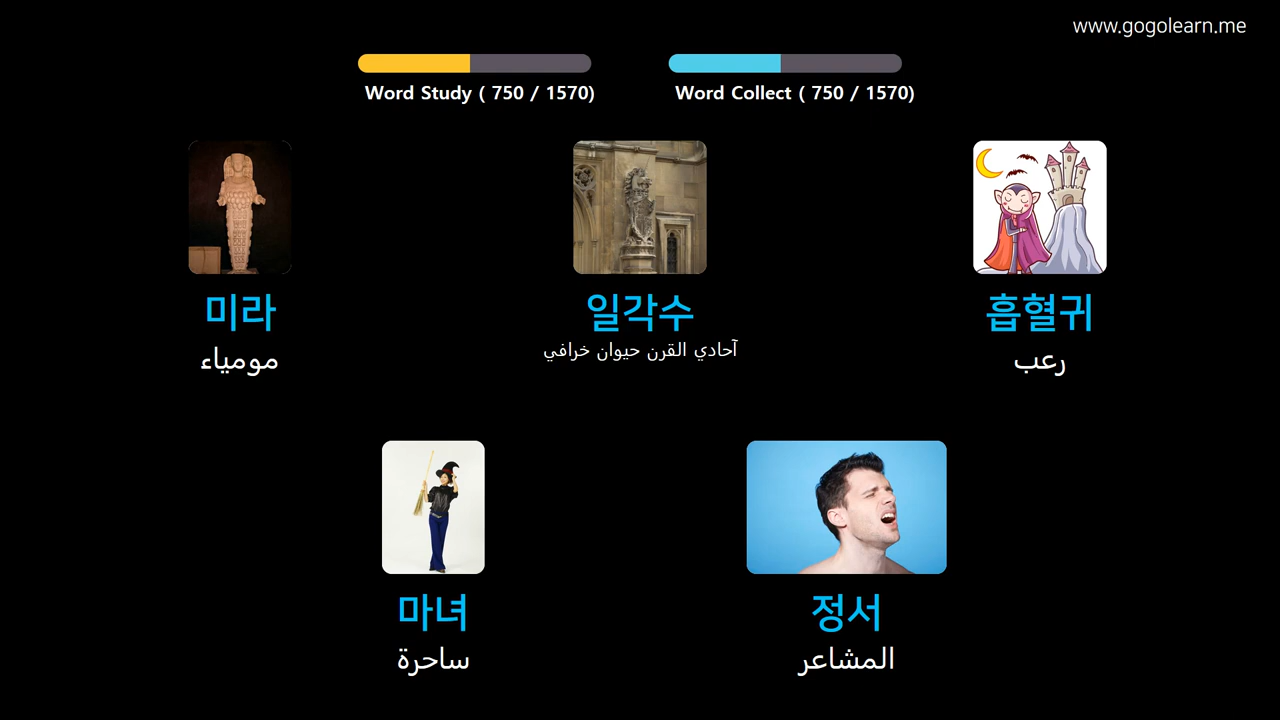 www.gogolearn.me
Word Study ( 750 / 1570)
Word Collect ( 750 / 1570)
미라
مومياء
일각수
آحادي القرن حيوان خرافي
흡혈귀
رعب
마녀
ساحرة
정서
المشاعر